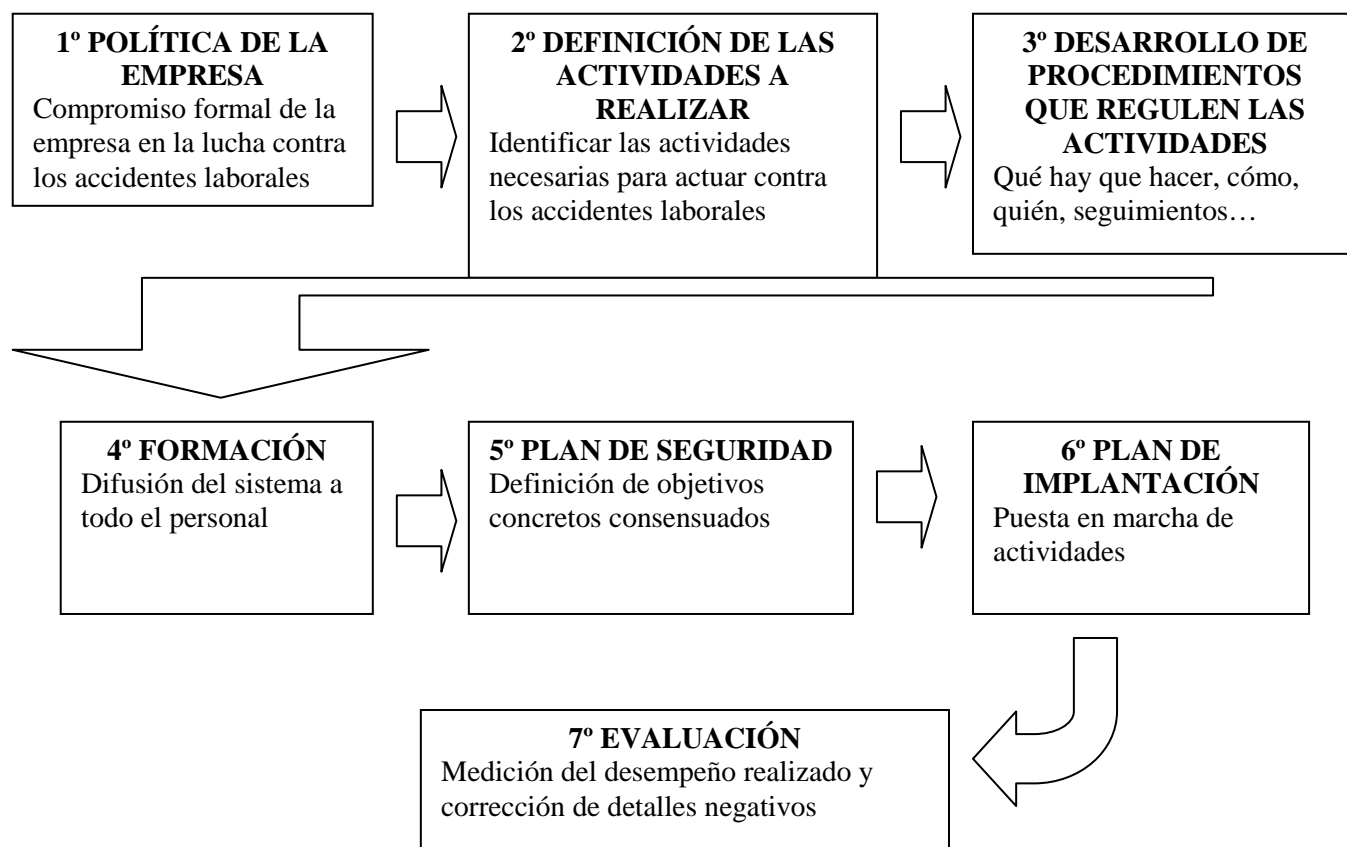 1º POLÍTICA DE LA
EMPRESA
Compromiso formal de la
empresa en la lucha contra
los accidentes laborales
2º DEFINICIÓN DE LAS
ACTIVIDADES A
REALIZAR
Identificar las actividades
necesarias para actuar contra
los accidentes laborales
3º DESARROLLO DE
PROCEDIMIENTOS
QUE REGULEN LAS
ACTIVIDADES
Qué hay que hacer, cómo,
quién, seguimientos…
4º FORMACIÓN
Difusión del sistema a
todo el personal
5º PLAN DE SEGURIDAD
Definición de objetivos
concretos consensuados
6º PLAN DE
IMPLANTACIÓN
Puesta en marcha de
actividades
7º EVALUACIÓN
Medición del desempeño realizado y
corrección de detalles negativos